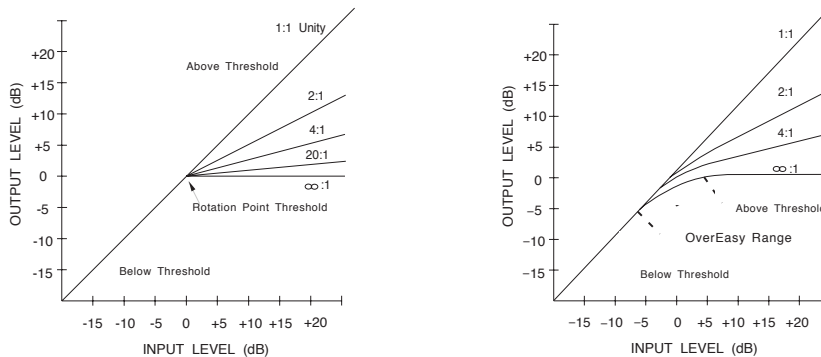 1:1 Unity
+20
Above Threshold
+15
+10
2:1
+5
4:1
20:1
0
∞:1
Rotation Point Threshold
-5
-10
-15
Below Threshold
OUTPUT LEVEL (dB)
-15 -10 -5 0 +5 +10 +15 +20
INPUT LEVEL (dB)
+20
1:1
+15
+10
2:1
+5
4:1
0
∞:1
−5
Above Threshold
OverEasy Range
−10
−15
Below Threshold
OUTPUT LEVEL (dB)
−15 −10 −5 0 +5 +10 +15 +20
INPUT LEVEL (dB)